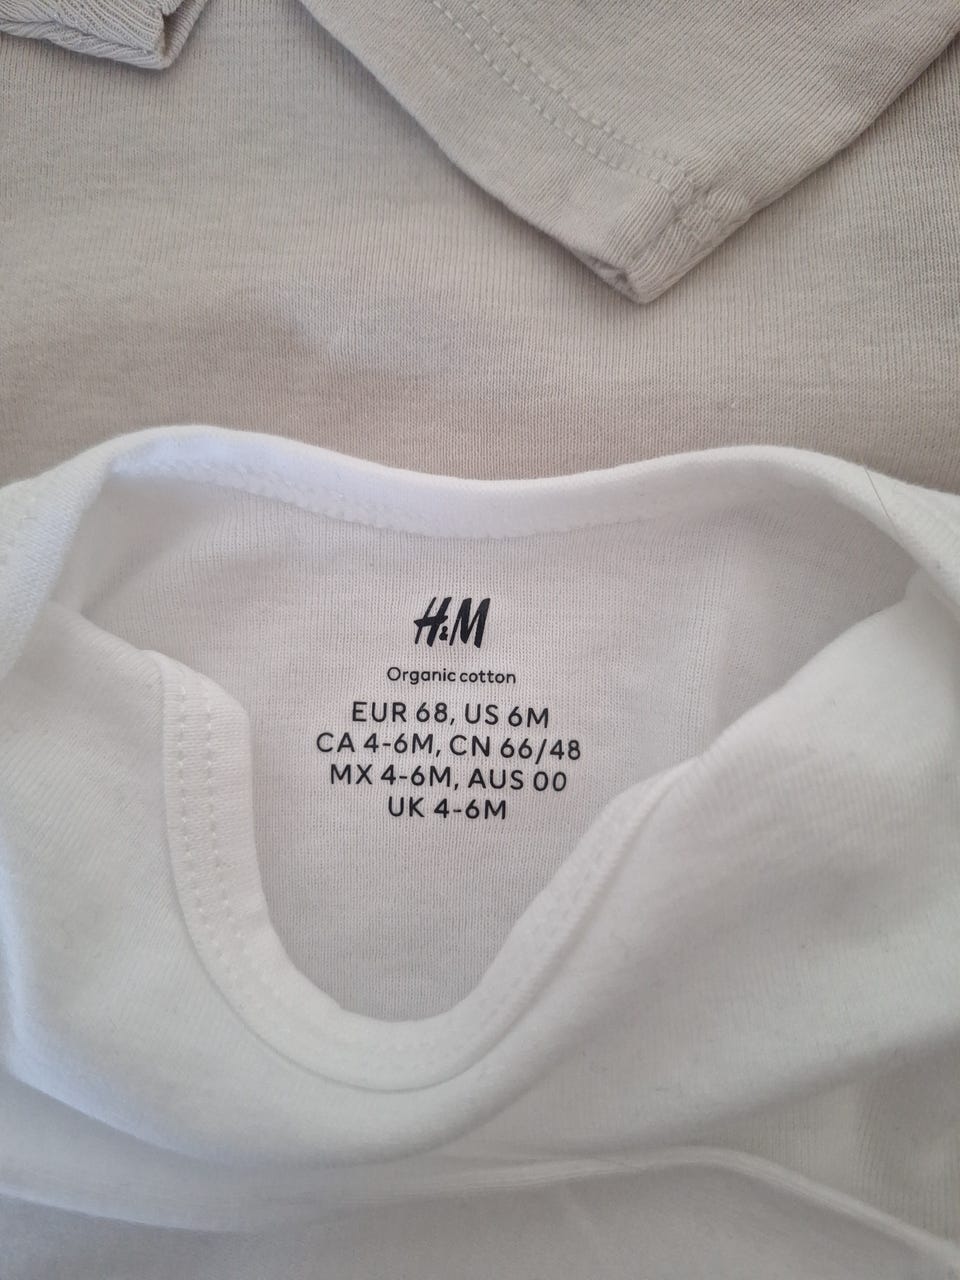 H&M
Organic cotton
EUR 68, US 6M
CA 4-6M, CN 66/48
MX 4-6M, AUS 00
UK 4-6M